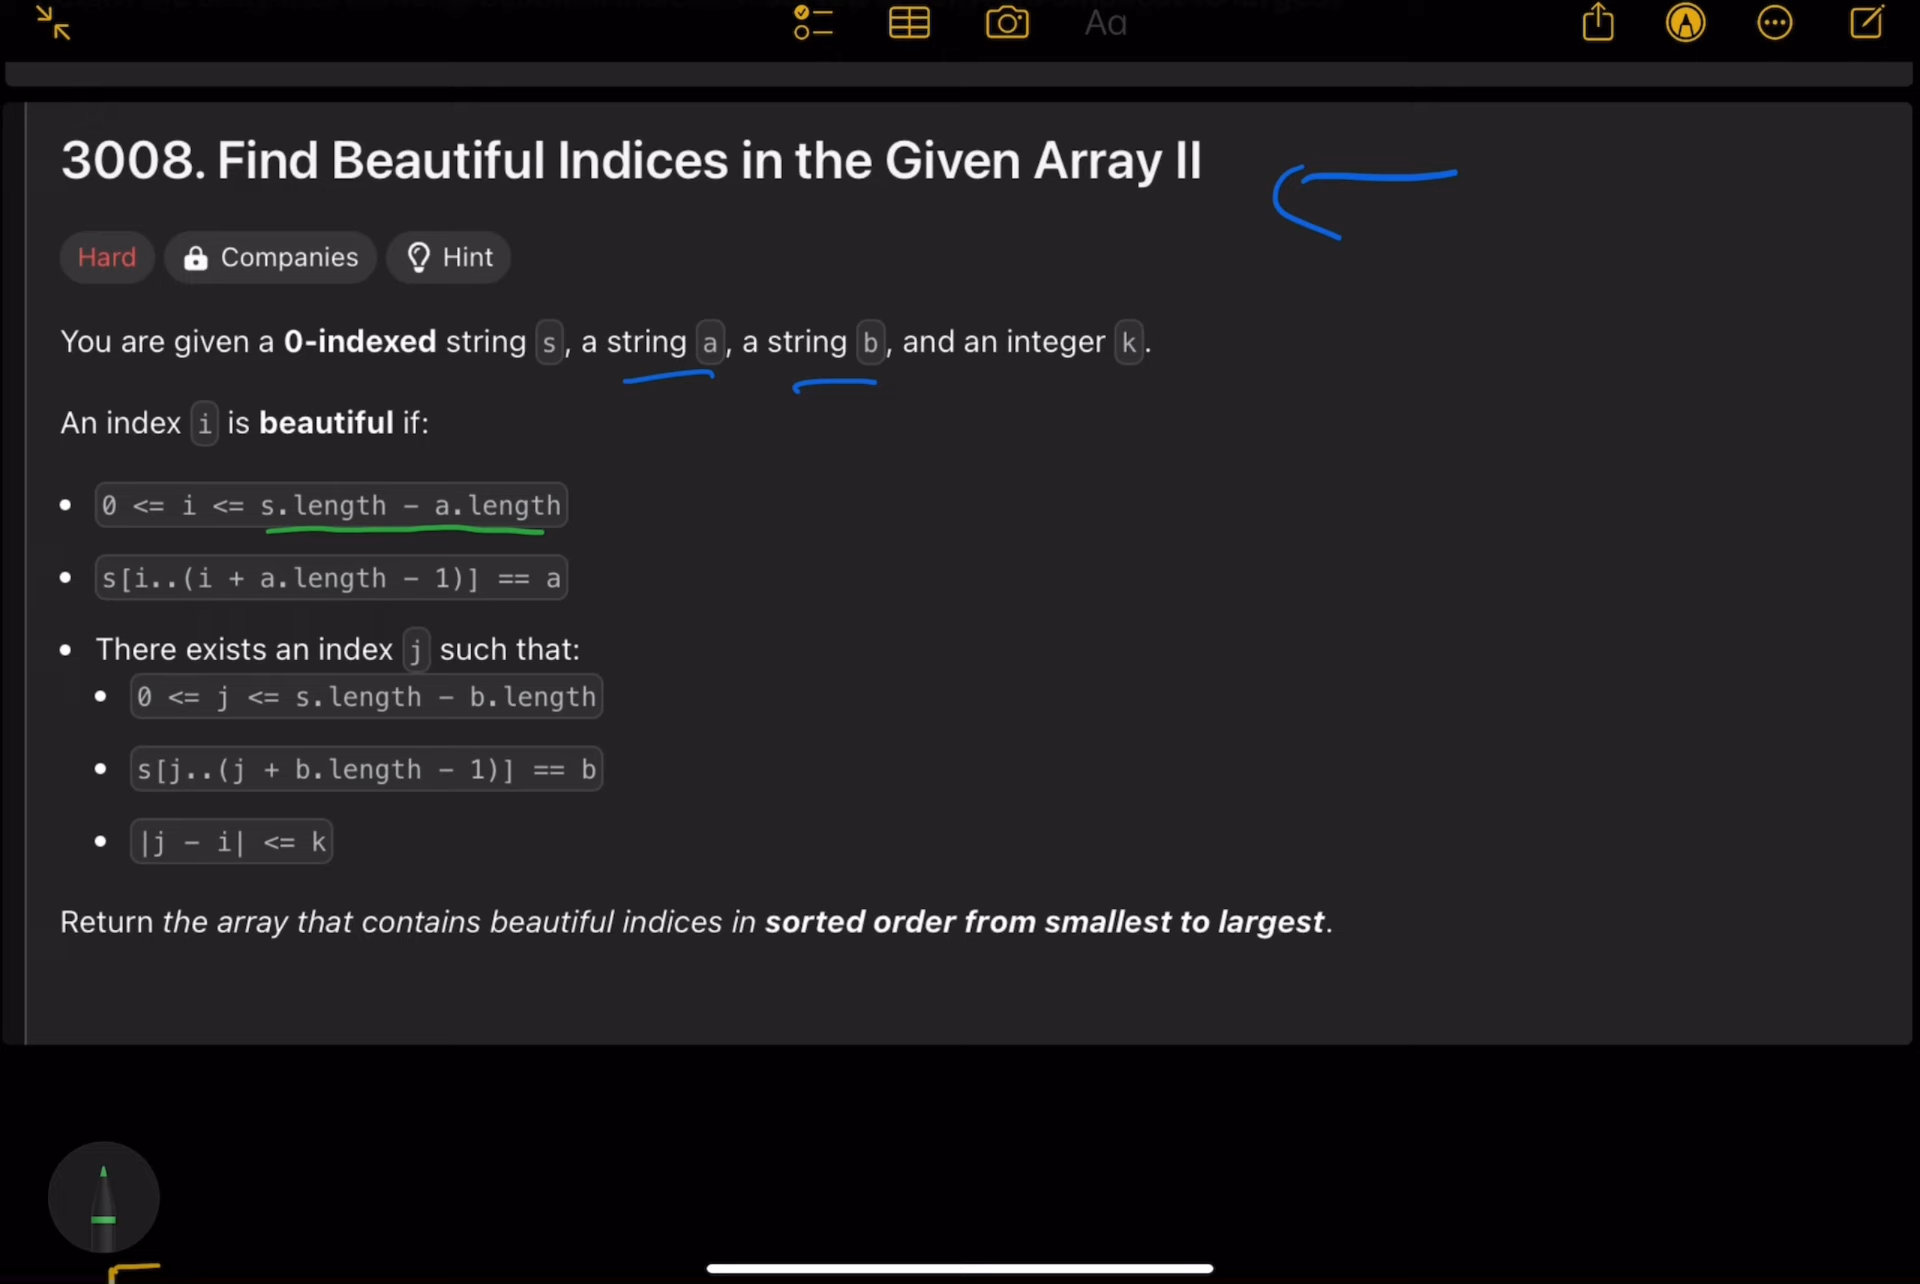 Aa
3008. Find Beautiful Indices in the Given Array II
Hard Companies Hint
You are given a 0-indexed string s, a string a, a string b, and an integer k.
An index i is beautiful if:
• 0 <= i <= s.length - a.length
• s[i..(i + a.length - 1)] == a
• There exists an index j such that:
• 0 <= j <= s.length - b.length
• s[j..(j + b.length - 1)] == b
• |j - i| <= k
Return the array that contains beautiful indices in sorted order from smallest to largest.